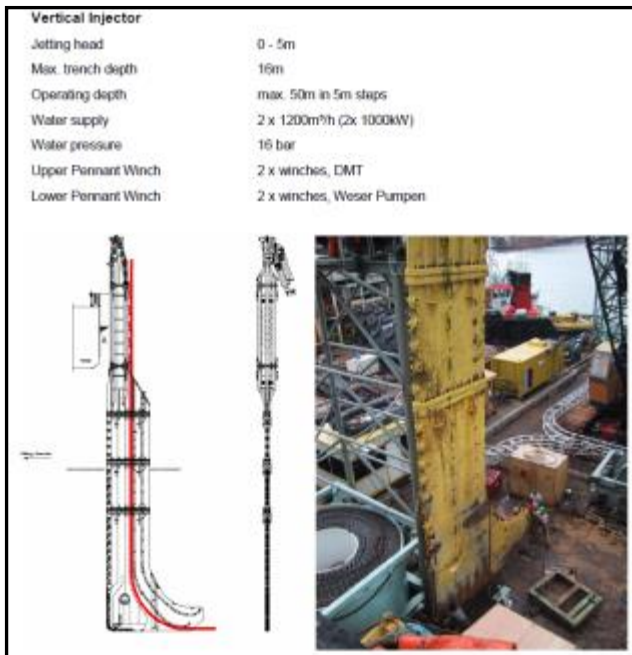 Vertical Injector
Jetting head 0 - 5m
Max. trench depth 16m
Operating depth max. 50m in 5m steps
Water supply 2 x 1200m³/h (2x 1000kW)
Water pressure 16 bar
Upper Pennant Winch 2 x winches, DMT
Lower Pennant Winch 2 x winches, Weser Pumpen